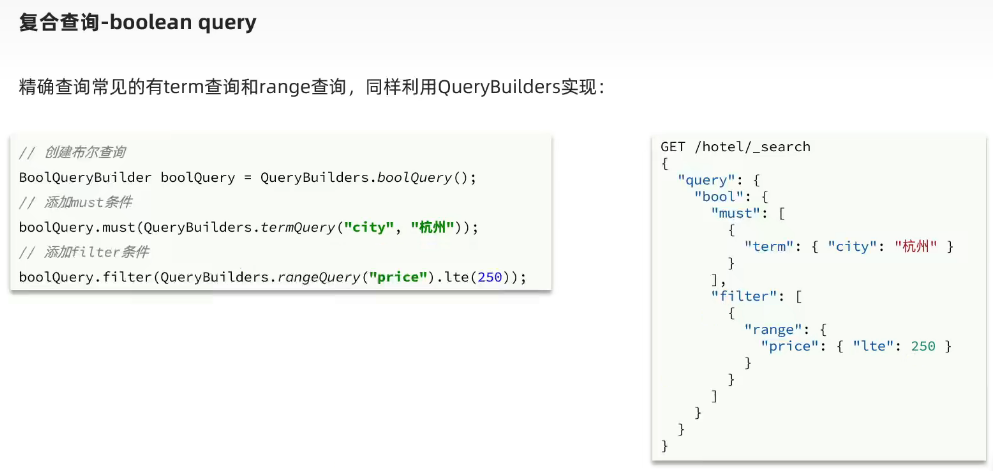 复合查询-boolean query
精确查询常见的有term查询和range查询，同样利用QueryBuilders实现：
// 创建布尔查询
BoolQueryBuilder boolQuery = QueryBuilders.boolQuery();
// 添加must条件
boolQuery.must(QueryBuilders.termQuery("city", "杭州"));
// 添加filter条件
boolQuery.filter(QueryBuilders.rangeQuery("price").lte(250));
GET /hotel/_search
{
  "query": {
    "bool": {
      "must": [
        {
          "term": { "city": "杭州" }
        }
      ],
      "filter": [
        {
          "range": {
            "price": { "lte": 250 }
          }
        }
      ]
    }
  }
}